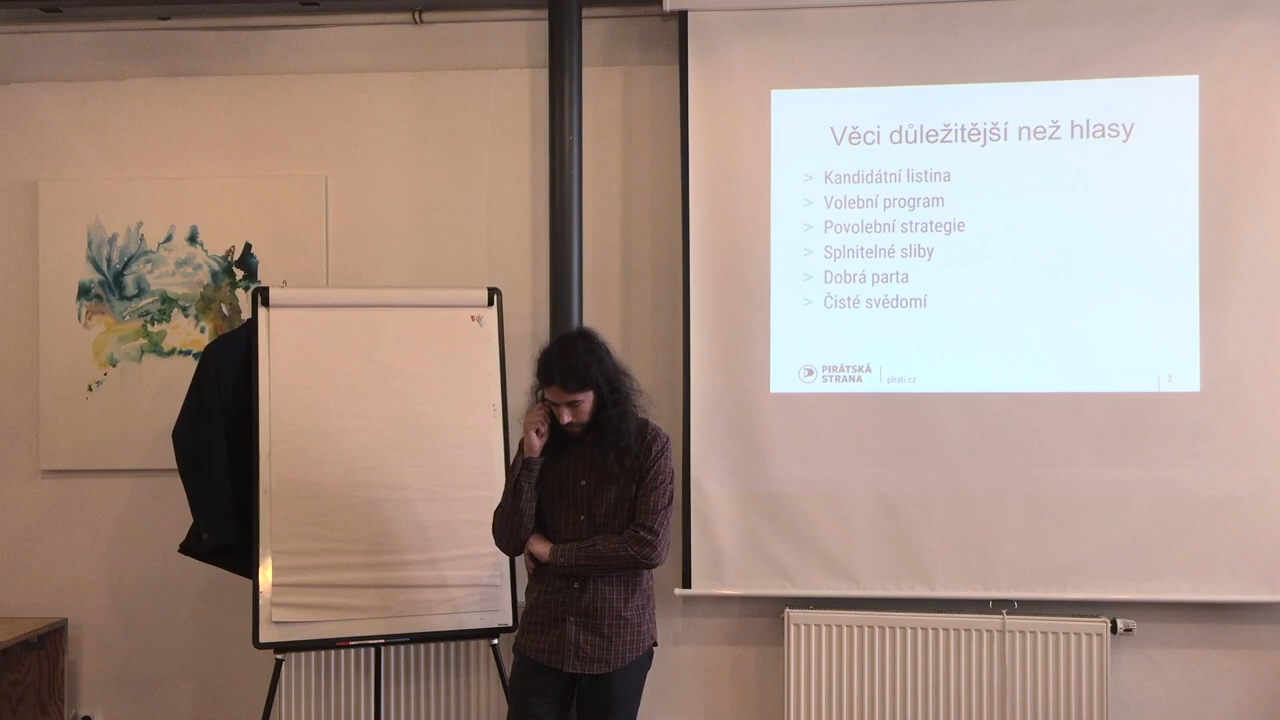 Věci důležitější než hlasy
> Kandidátní listina
> Volební program
> Povolební strategie
> Splnitelné sliby
> Dobrá parta
> Čisté svědomí
PIRÁTSKÁ
STRANA
pirati.cz
2